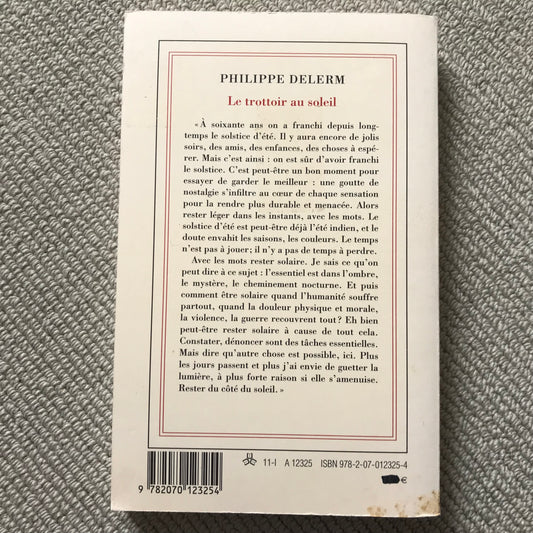 PHILIPPE DELERM
Le trottoir au soleil
« À soixante ans on a franchi depuis long-
temps le solstice d'été. Il y aura encore de jolis
soirs, des amis, des enfances, des choses à espé-
rer. Mais c'est ainsi : on est sûr d'avoir franchi
le solstice. C'est peut-être un bon moment pour
essayer de garder le meilleur : une goutte de
nostalgie s'infiltre au cœur de chaque sensation
pour la rendre plus durable et menacée. Alors
rester léger dans les instants, avec les mots. Le
solstice d'été est peut-être déjà l'été indien, et
le doute envahit les saisons, les couleurs. Le temps
n'est pas à jouer ; il n'y a pas de temps à perdre.
Avec les mots rester solaire. Je sais ce qu'on
peut dire à ce sujet : l'essentiel est dans l'ombre,
le mystère, le cheminement nocturne. Et puis
comment être solaire quand l'humanité souffre
partout, quand la douleur physique et morale,
la violence, la guerre recouvrent tout ? Eh bien
peut-être rester solaire à cause de tout cela.
Constater, dénoncer sont des tâches essentielles.
Mais dire qu'autre chose est possible, ici. Plus
les jours passent et plus j'ai envie de guetter la
lumière, à plus forte raison si elle s'amenuise.
Rester du côté du soleil. »
11-I A 12325 ISBN 978-2-07-012325-4
€
9 782070 123254